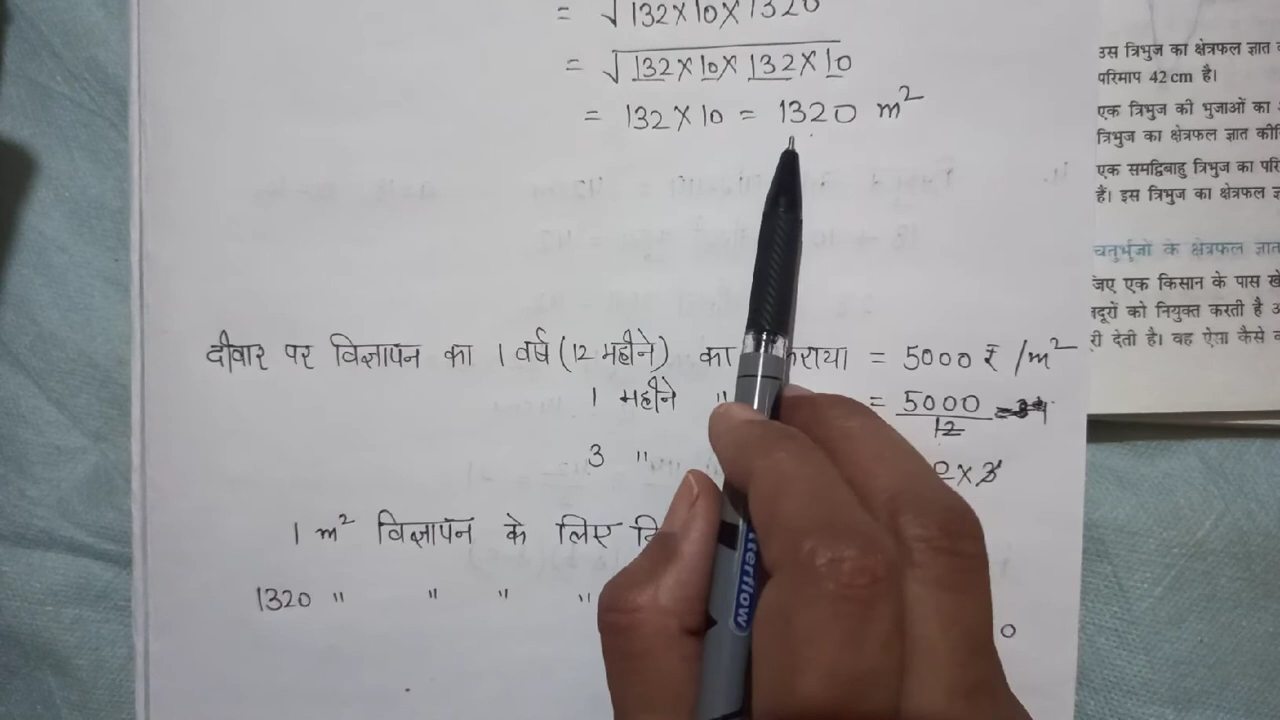 = √132×10×1320
= √132×10×132×10
= 132×10 = 1320 m²
दीवार पर विज्ञापन का 1 वर्ष (12 महीने) का = 5000 ₹ /m²
1 महीने " = 5000/12
3 " ×3
1 m² विज्ञापन के लिए
1320 " " " "
0
उस त्रिभुज का क्षेत्रफल ज्ञात
परिमाप 42 cm है।
एक त्रिभुज की भुजाओं का
त्रिभुज का क्षेत्रफल ज्ञात
एक समद्विबाहु त्रिभुज का
हैं। इस त्रिभुज का क्षेत्रफल
चतुर्भुजों के क्षेत्रफल ज्ञात
एक किसान के पास
को नियुक्त करती है
देती है। वह ऐसा कैसे
terflow